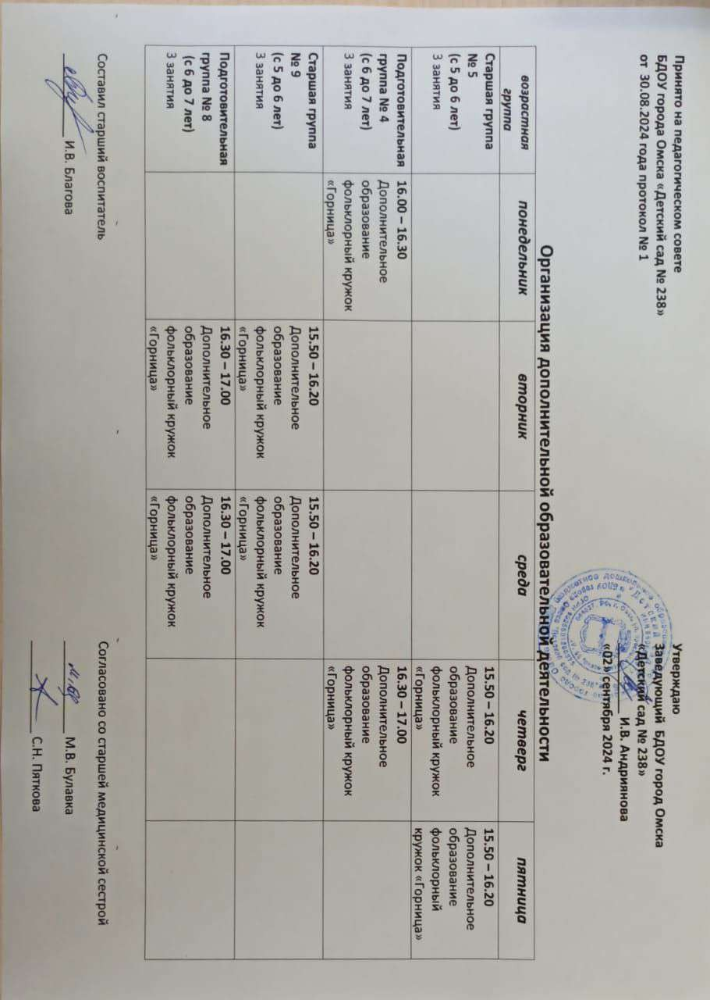 Принято на педагогическом совете
БДОУ города Омска «Детский сад № 238»
от 30.08.2024 года протокол № 1
Утверждаю
Заведующий БДОУ город Омска
«Детский сад № 238»
И.В. Андриянова
«02» сентября 2024 г.
Организация дополнительной образовательной деятельности
возрастная
группа
понедельник
вторник
среда
четверг
пятница
Старшая группа
№ 5
(с 5 до 6 лет)
3 занятия
15.50 – 16.20
Дополнительное
образование
фольклорный кружок
«Горница»
15.50 – 16.20
Дополнительное
образование
фольклорный
кружок «Горница»
Подготовительная
группа № 4
(с 6 до 7 лет)
3 занятия
16.00 – 16.30
Дополнительное
образование
фольклорный кружок
«Горница»
16.30 – 17.00
Дополнительное
образование
фольклорный кружок
«Горница»
Старшая группа
№ 9
(с 5 до 6 лет)
3 занятия
15.50 – 16.20
Дополнительное
образование
фольклорный кружок
«Горница»
15.50 – 16.20
Дополнительное
образование
фольклорный кружок
«Горница»
Подготовительная
группа № 8
(с 6 до 7 лет)
3 занятия
16.30 – 17.00
Дополнительное
образование
фольклорный кружок
«Горница»
16.30 – 17.00
Дополнительное
образование
фольклорный кружок
«Горница»
Составил старший воспитатель
И.В. Благова
Согласовано со старшей медицинской сестрой
М.В. Булавка
С.Н. Пяткова